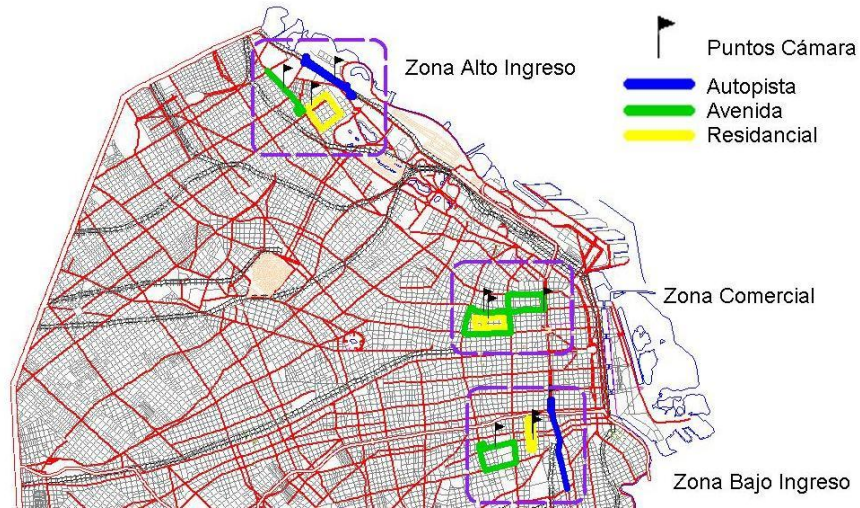 Puntos Cámara
Zona Alto Ingreso
Autopista
Avenida
Residancial
Zona Comercial
Zona Bajo Ingreso